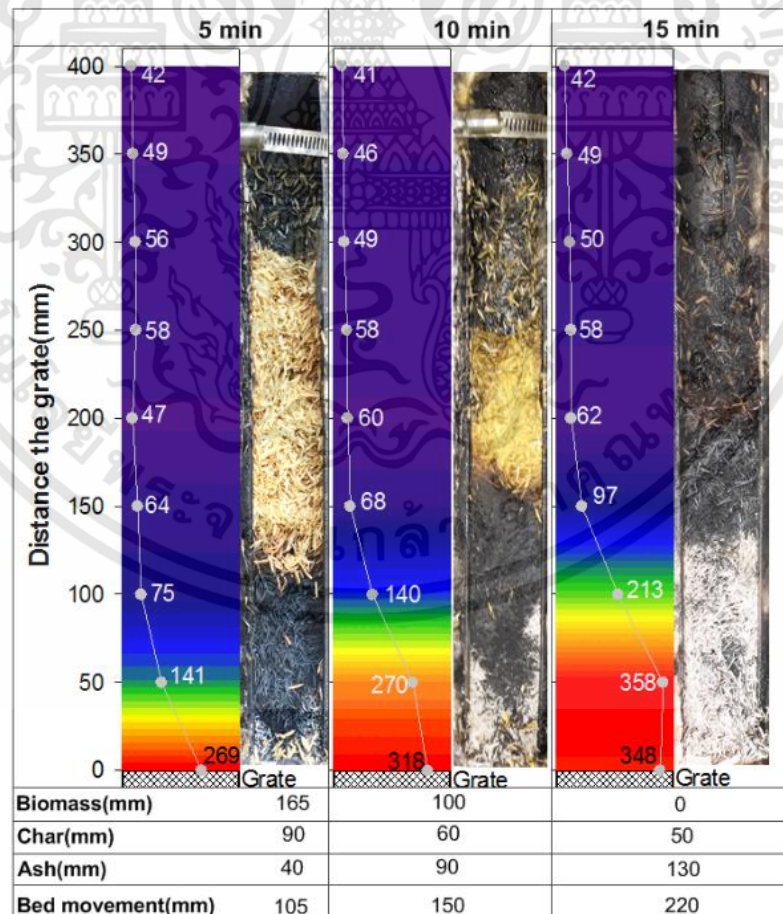 5 min 10 min 15 min
Distance the grate(mm)
400 42 41 42
350 49 46 49
300 56 49 50
250 58 58 58
200 47 60 62
150 64 68 97
100 75 140 213
50 141 270 358
0 269 318 348
Grate Grate Grate
Biomass(mm) 165 100 0
Char(mm) 90 60 50
Ash(mm) 40 90 130
Bed movement(mm) 105 150 220